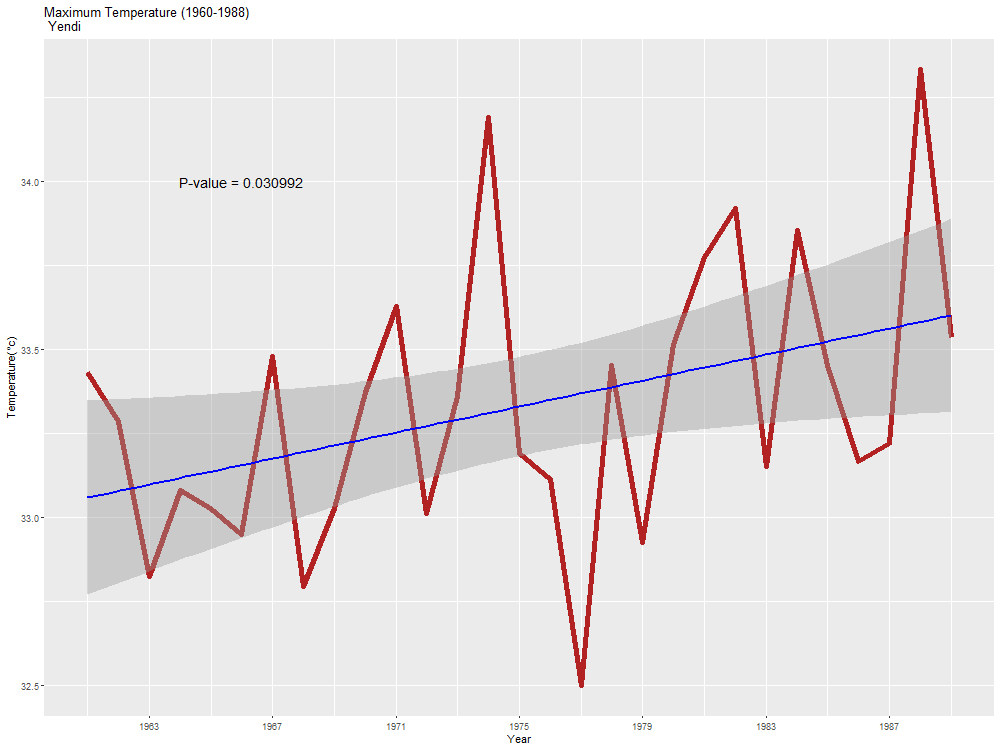 Maximum Temperature (1960-1988)
Yendi
P-value = 0.030992
34.0
33.5
33.0
32.5
Temperature(°c)
1963 1967 1971 1975 1979 1983 1987
Year